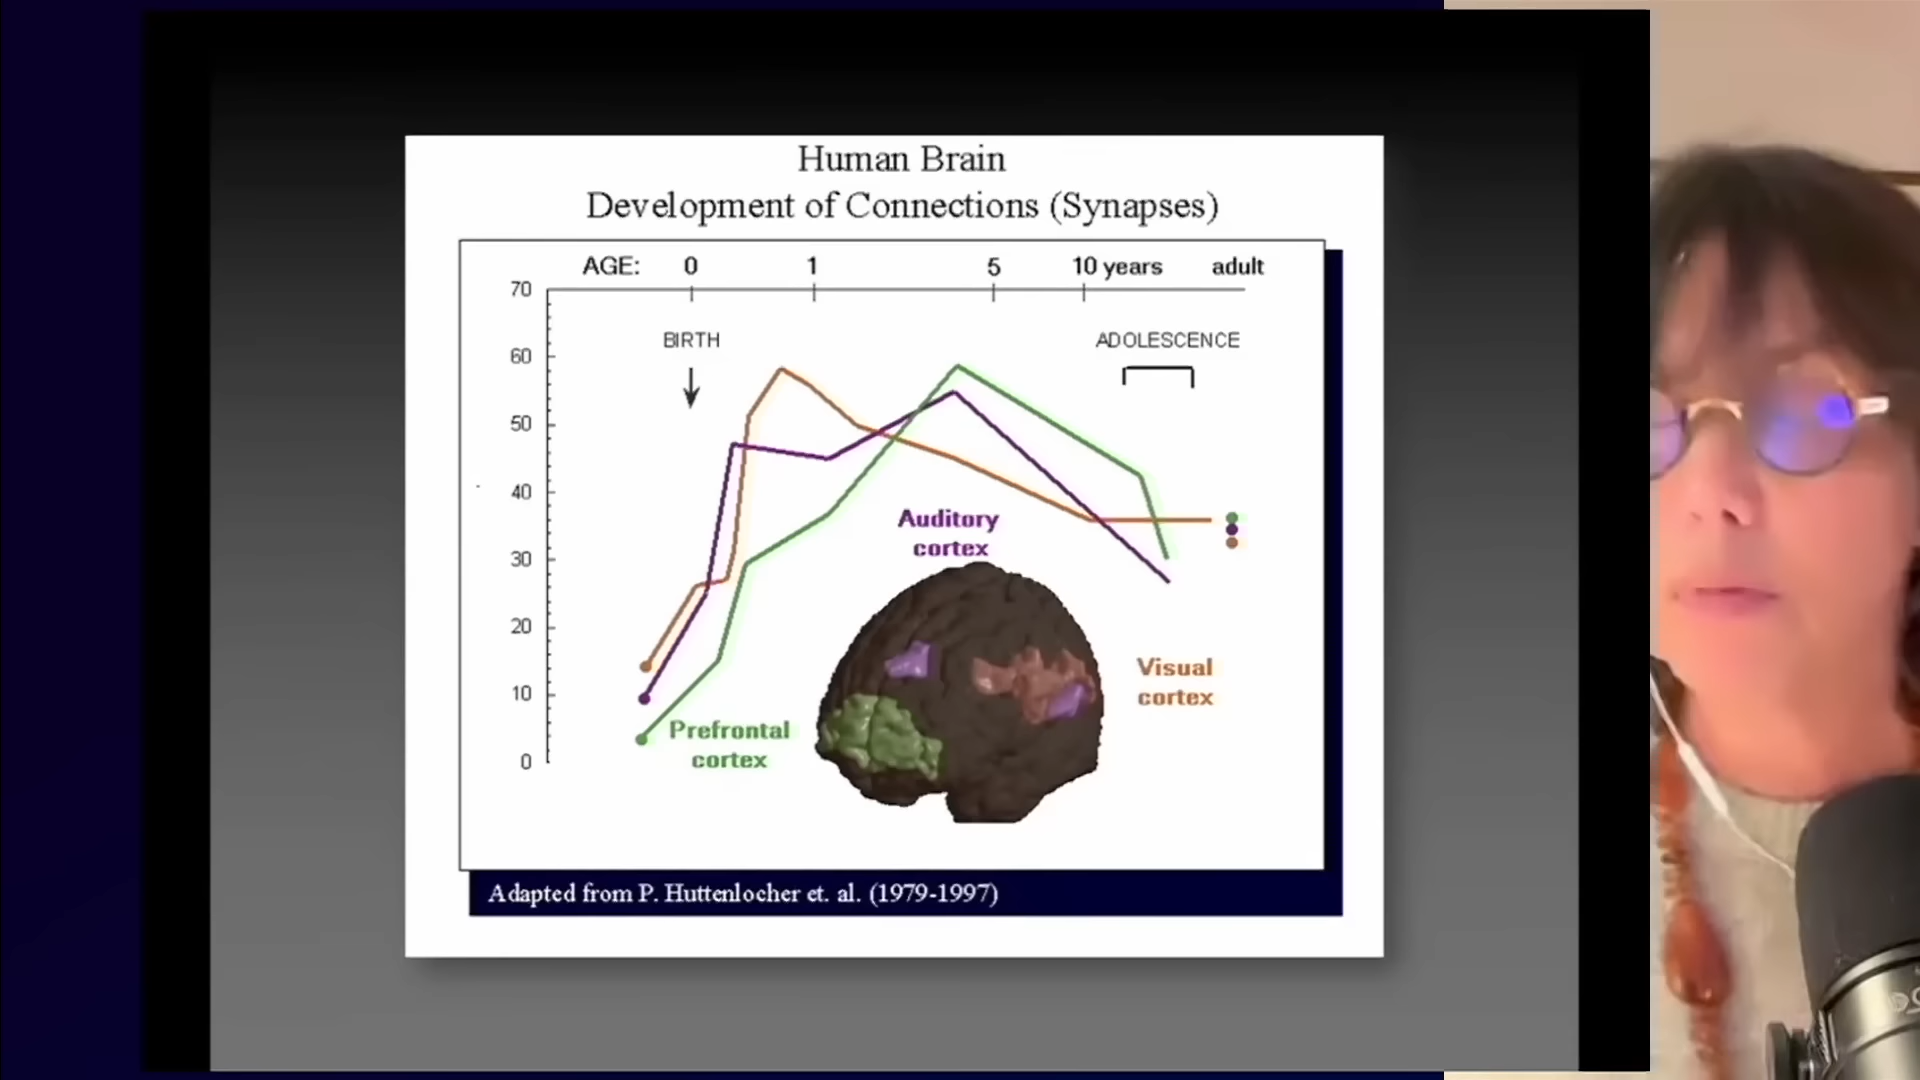 Human Brain
Development of Connections (Synapses)
AGE: 0 1 5 10 years adult
70
BIRTH
ADOLESCENCE
60
50
40
Auditory
cortex
30
20
Visual
cortex
10
Prefrontal
cortex
0
Adapted from P. Huttenlocher et. al. (1979-1997)